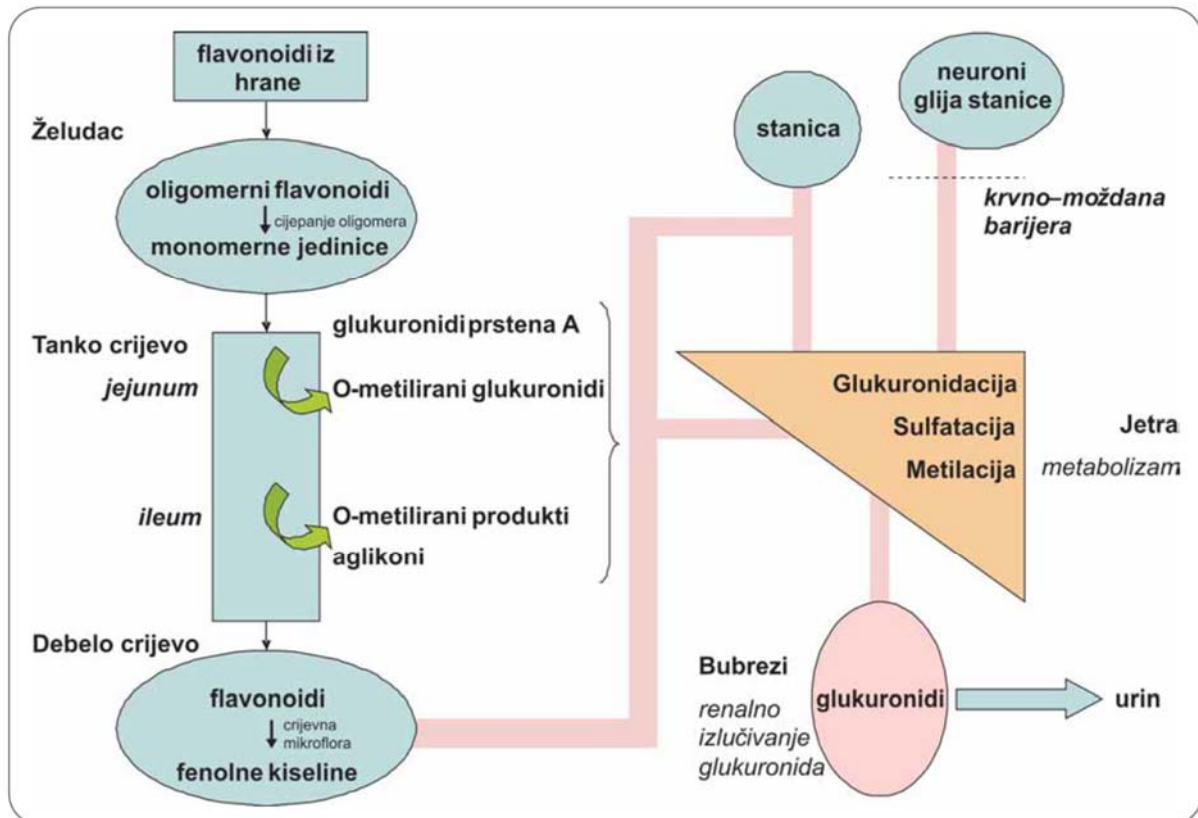 flavonoidi iz
hrane
Želudac
oligomerni flavonoidi
cijepanje oligomera
monomerne jedinice
Tanko crijevo
jejunum
glukuronidi prstena A
O-metilirani glukuronidi
ileum
O-metilirani produkti
aglikoni
Debelo crijevo
flavonoidi
crijevna
mikroflora
fenolne kiseline
stanica
neuroni
glija stanice
krvno–moždana
barijera
Glukuronidacija
Sulfatacija
Metilacija
Jetra
metabolizam
Bubrezi
renalno
izlučivanje
glukuronida
glukuronidi
urin